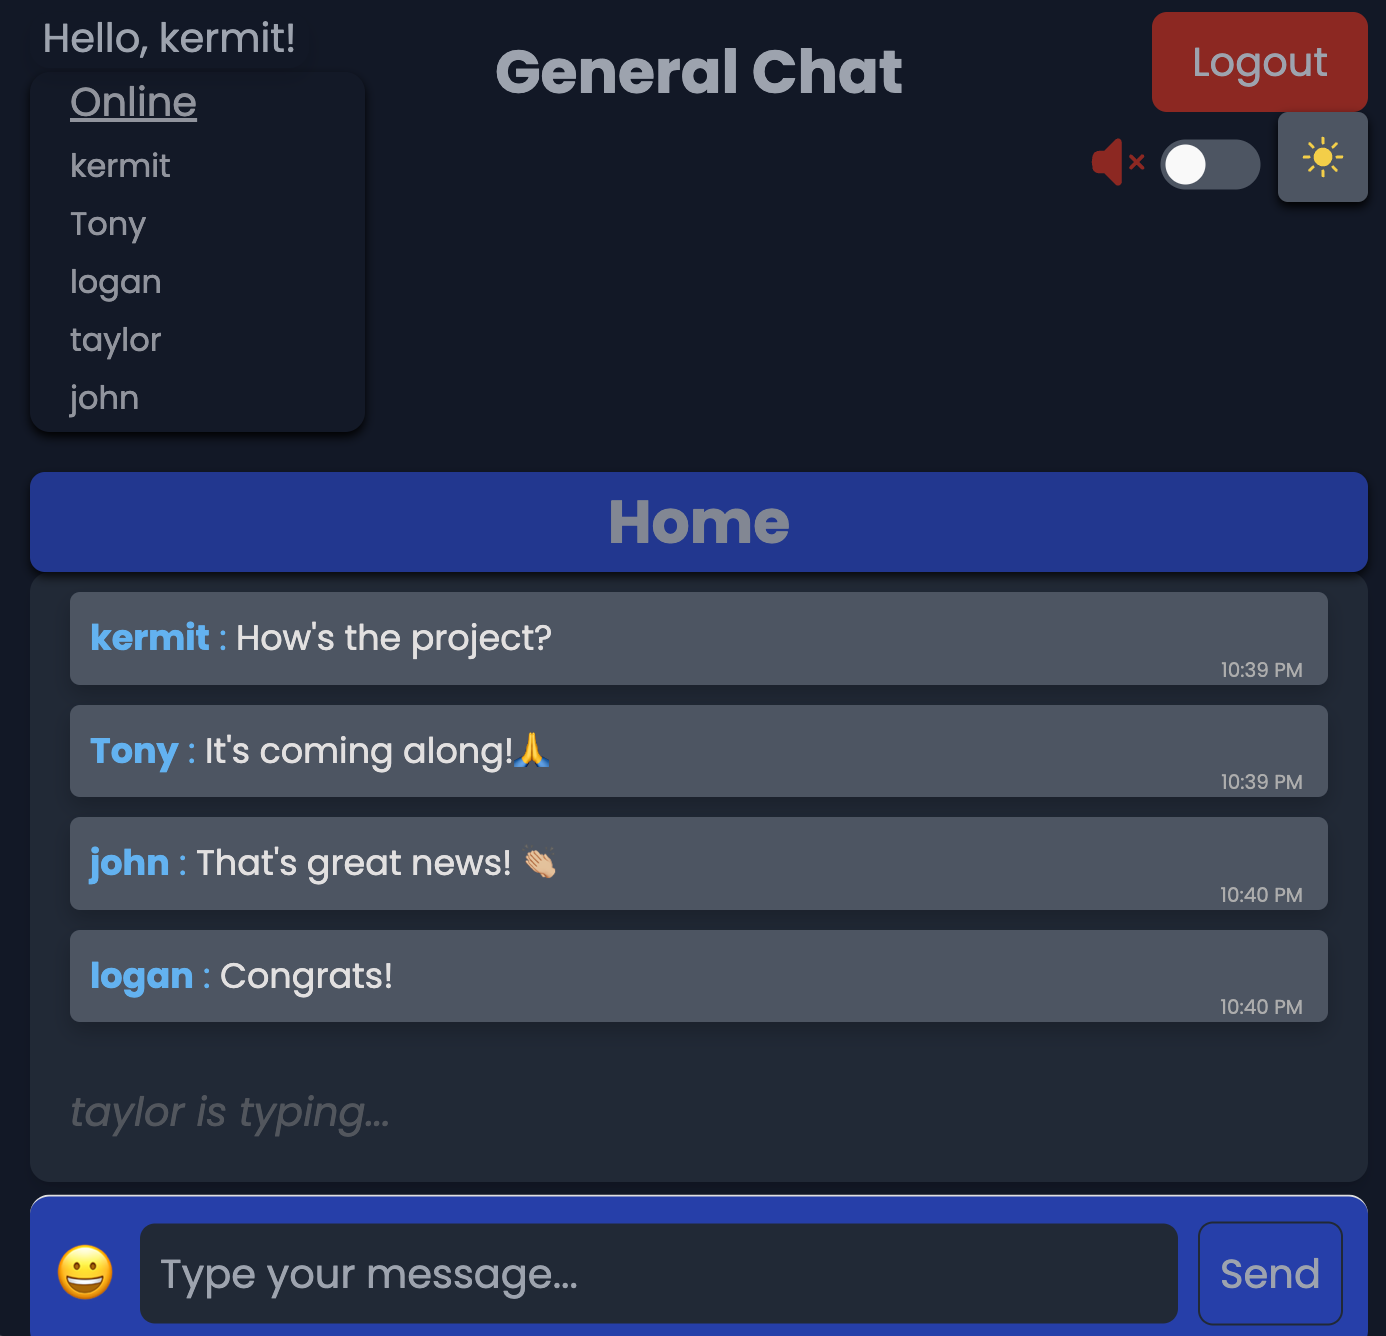 Hello, kermit!
General Chat
Logout
Online
kermit
Tony
logan
taylor
john
Home
kermit : How's the project?
10:39 PM
Tony : It's coming along!🙏
10:39 PM
john : That's great news! 👏🏼
10:40 PM
logan : Congrats!
10:40 PM
taylor is typing...
Type your message...
Send